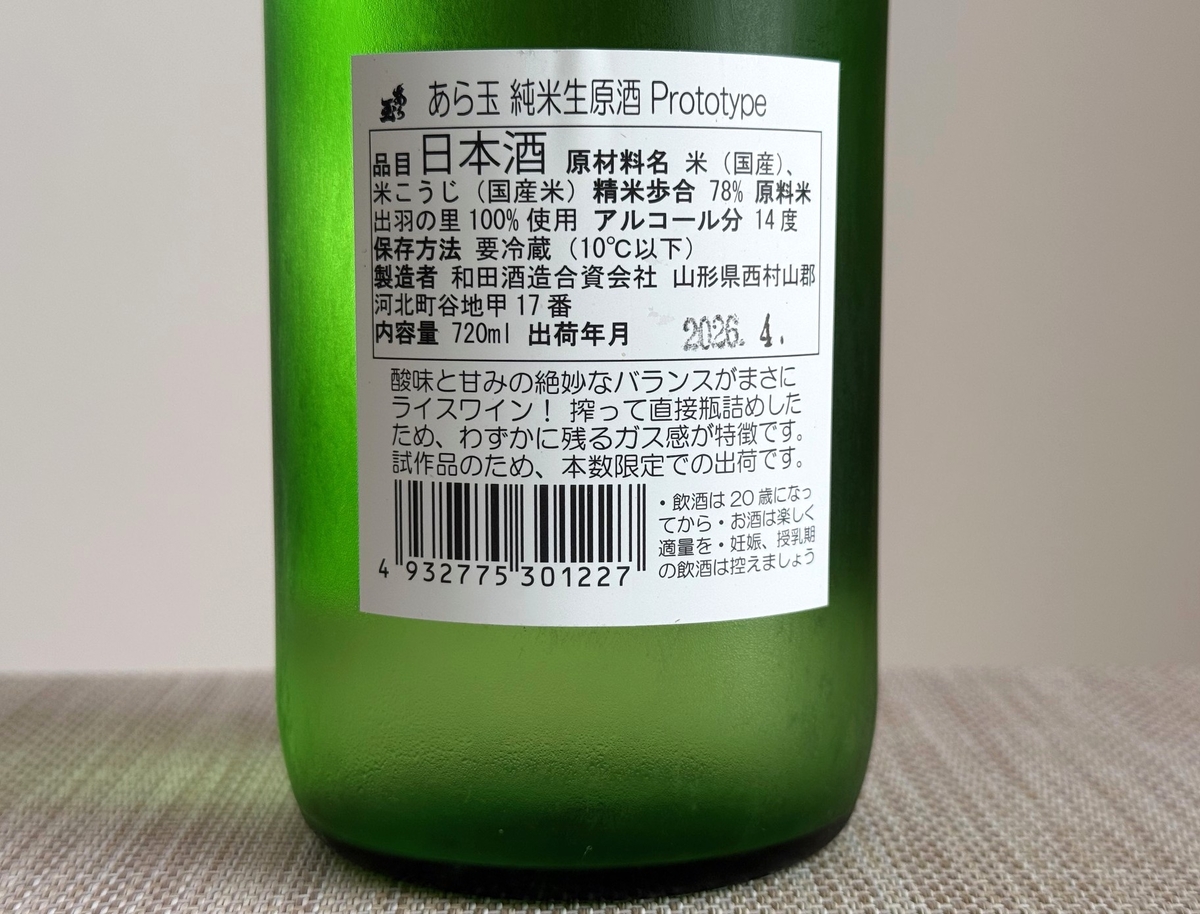 あら玉 あら玉 純米生原酒 Prototype
品目 日本酒 原材料名 米（国産）、
米こうじ（国産米）精米歩合 78% 原料米
出羽の里 100% 使用 アルコール分 14度
保存方法 要冷蔵（10℃以下）
製造者 和田酒造合資会社 山形県西村山郡
河北町谷地甲 17 番
内容量 720ml 出荷年月 2026. 4.
酸味と甘みの絶妙なバランスがまさに
ライスワイン！ 搾って直接瓶詰めした
ため、わずかに残るガス感が特徴です。
試作品のため、本数限定での出荷です。
・飲酒は 20 歳になっ
てから・お酒は楽しく
適量を・妊娠、授乳期
の飲酒は控えましょう
4 932775 301227